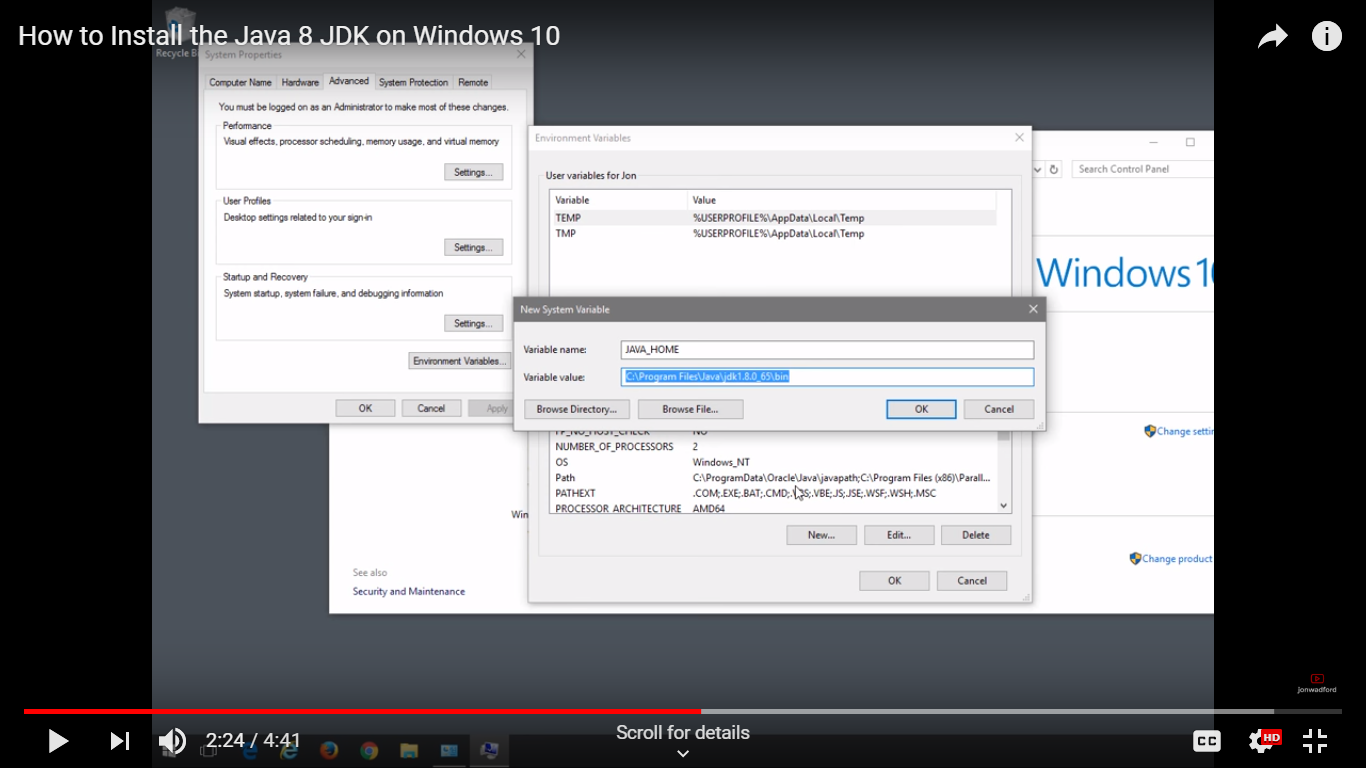 How to Install the Java 8 JDK on Windows 10
Recycle B
System Properties
Computer Name Hardware Advanced System Protection Remote
You must be logged on as an Administrator to make most of these changes.
Performance
Visual effects, processor scheduling, memory usage, and virtual memory
Settings...
User Profiles
Desktop settings related to your sign-in
Settings...
Startup and Recovery
System startup, system failure, and debugging information
Settings...
Environment Variables...
OK Cancel Apply
Environment Variables
User variables for Jon
Variable Value
TEMP %USERPROFILE%\AppData\Local\Temp
TMP %USERPROFILE%\AppData\Local\Temp
Search Control Panel
Windows 10
New System Variable
Variable name: JAVA_HOME
Variable value: C:\Program Files\Java\jdk1.8.0_65\bin
Browse Directory... Browse File... OK Cancel
NUMBER_OF_PROCESSORS 2
OS Windows_NT
Path C:\ProgramData\Oracle\Java\javapath;C:\Program Files (x86)\Parall...
PATHEXT .COM;.EXE;.BAT;.CMD;.VBS;.VBE;.JS;.JSE;.WSF;.WSH;.MSC
PROCESSOR_ARCHITECTURE AMD64
New... Edit... Delete
OK Cancel
Change settin
Win
Change product
See also
Security and Maintenance
jonwadford
2:24 / 4:41
Scroll for details
CC
HD